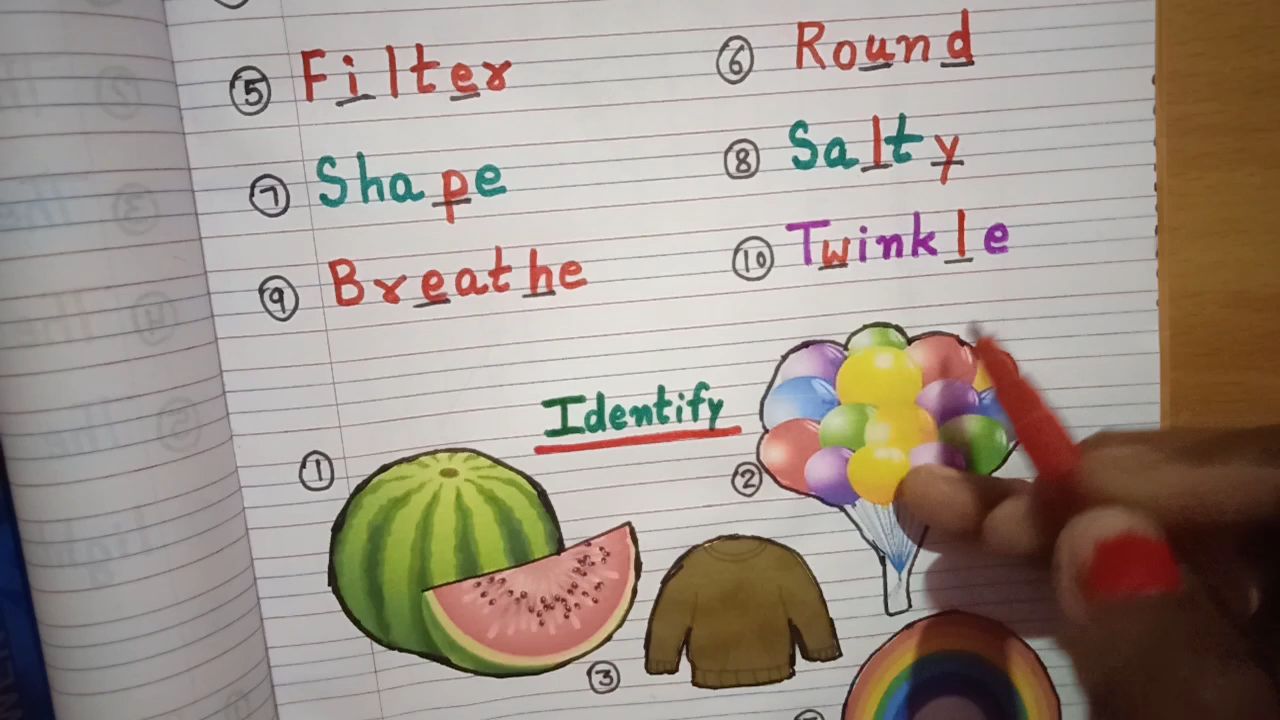 ⑤ Filter ⑥ Round
⑦ Shape ⑧ Salty
⑨ Breathe ⑩ Twinkle
Identify
①
②
③